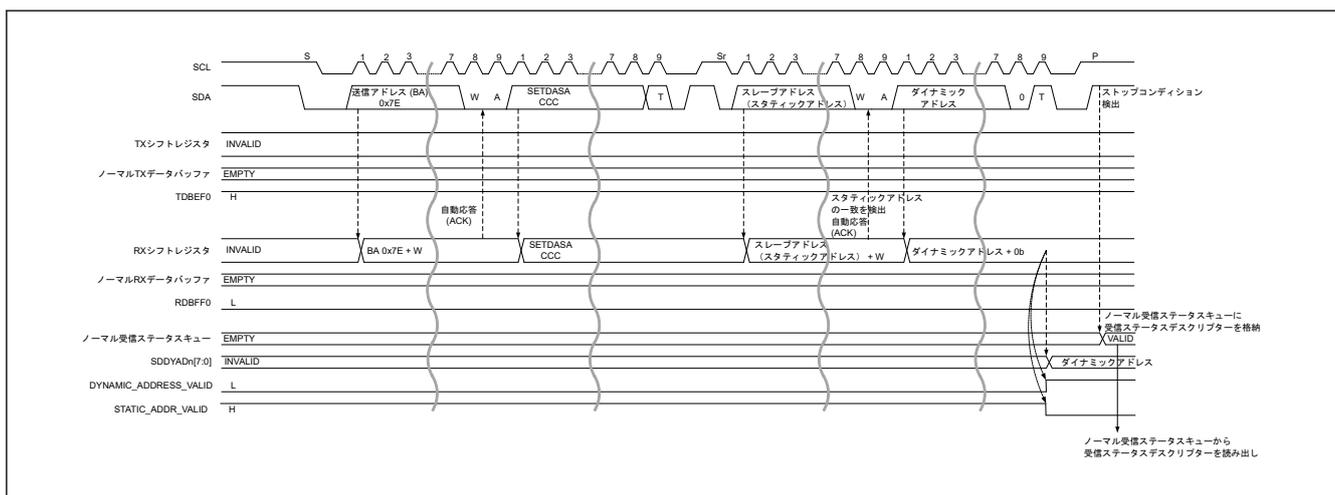 S 1 2 3 7 8 9 1 2 3 7 8 9 Sr 1 2 3 7 8 9 1 2 3 7 8 9 P
SCL
SDA
送信アドレス (BA)
0x7E
W A
SETDASA
CCC
T
スレーブアドレス
(スタティックアドレス)
W A
ダイナミック
アドレス
0 T
ストップコンディション
検出
TXシフトレジスタ INVALID
ノーマルTXデータバッファ EMPTY
TDBEF0 H
自動応答
(ACK)
スタティックアドレス
の一致を検出
自動応答
(ACK)
RXシフトレジスタ INVALID
BA 0x7E + W
SETDASA
CCC
スレーブアドレス
(スタティックアドレス) + W
ダイナミックアドレス + 0b
ノーマルRXデータバッファ EMPTY
RDBFF0 L
ノーマル受信ステータスキューに
受信ステータスデスクリプターを格納
ノーマル受信ステータスキュー EMPTY VALID
SDDYADn[7:0] INVALID ダイナミックアドレス
DYNAMIC_ADDRESS_VALID L
STATIC_ADDR_VALID H
ノーマル受信ステータスキューから
受信ステータスデスクリプターを読み出し